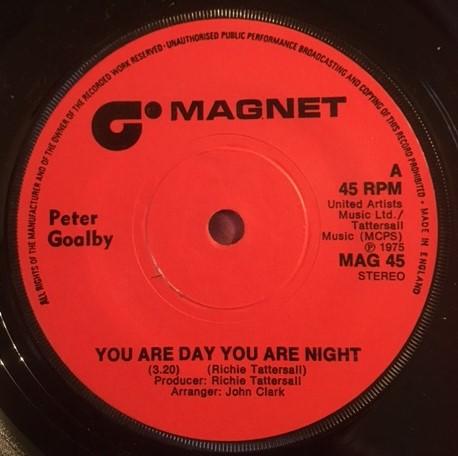 ALL RIGHTS OF THE MANUFACTURER AND OF THE OWNER OF THE RECORDED WORK RESERVED · UNAUTHORISED PUBLIC PERFORMANCE BROADCASTING AND COPYING OF THIS RECORD PROHIBITED · MADE IN ENGLAND
MAGNET
A
45 RPM
United Artists
Music Ltd./
Tattersall
Music (MCPS)
℗ 1975
MAG 45
STEREO
Peter
Goalby
YOU ARE DAY YOU ARE NIGHT
(3.20) (Richie Tattersall)
Producer: Richie Tattersall
Arranger: John Clark